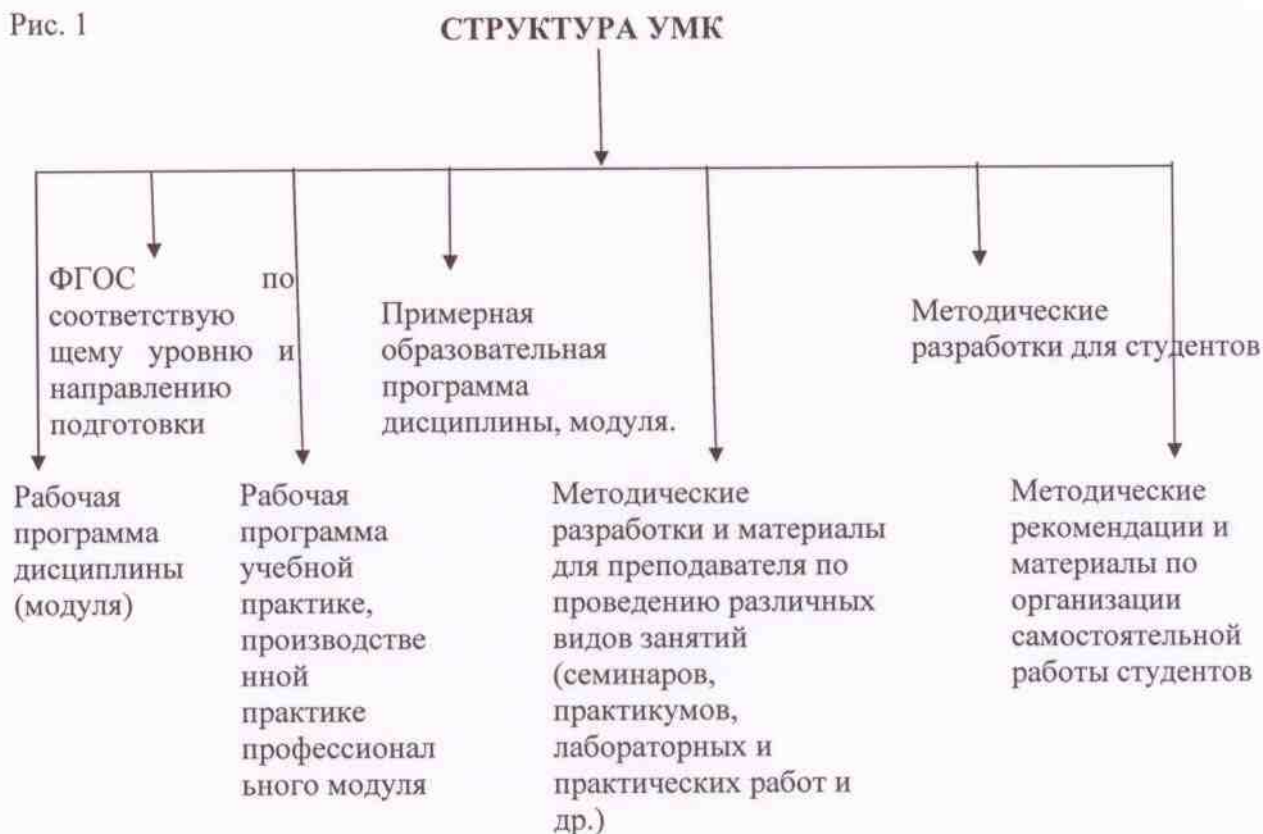 Рис. 1
СТРУКТУРА УМК
ФГОС по
соответствую
щему уровню и
направлению
подготовки
Примерная
образовательная
программа
дисциплины, модуля.
Методические
разработки для студентов
Рабочая
программа
дисциплины
(модуля)
Рабочая
программа
учебной
практике,
производстве
нной
практике
профессионал
ьного модуля
Методические
разработки и материалы
для преподавателя по
проведению различных
видов занятий
(семинаров,
практикумов,
лабораторных и
практических работ и
др.)
Методические
рекомендации и
материалы по
организации
самостоятельной
работы студентов